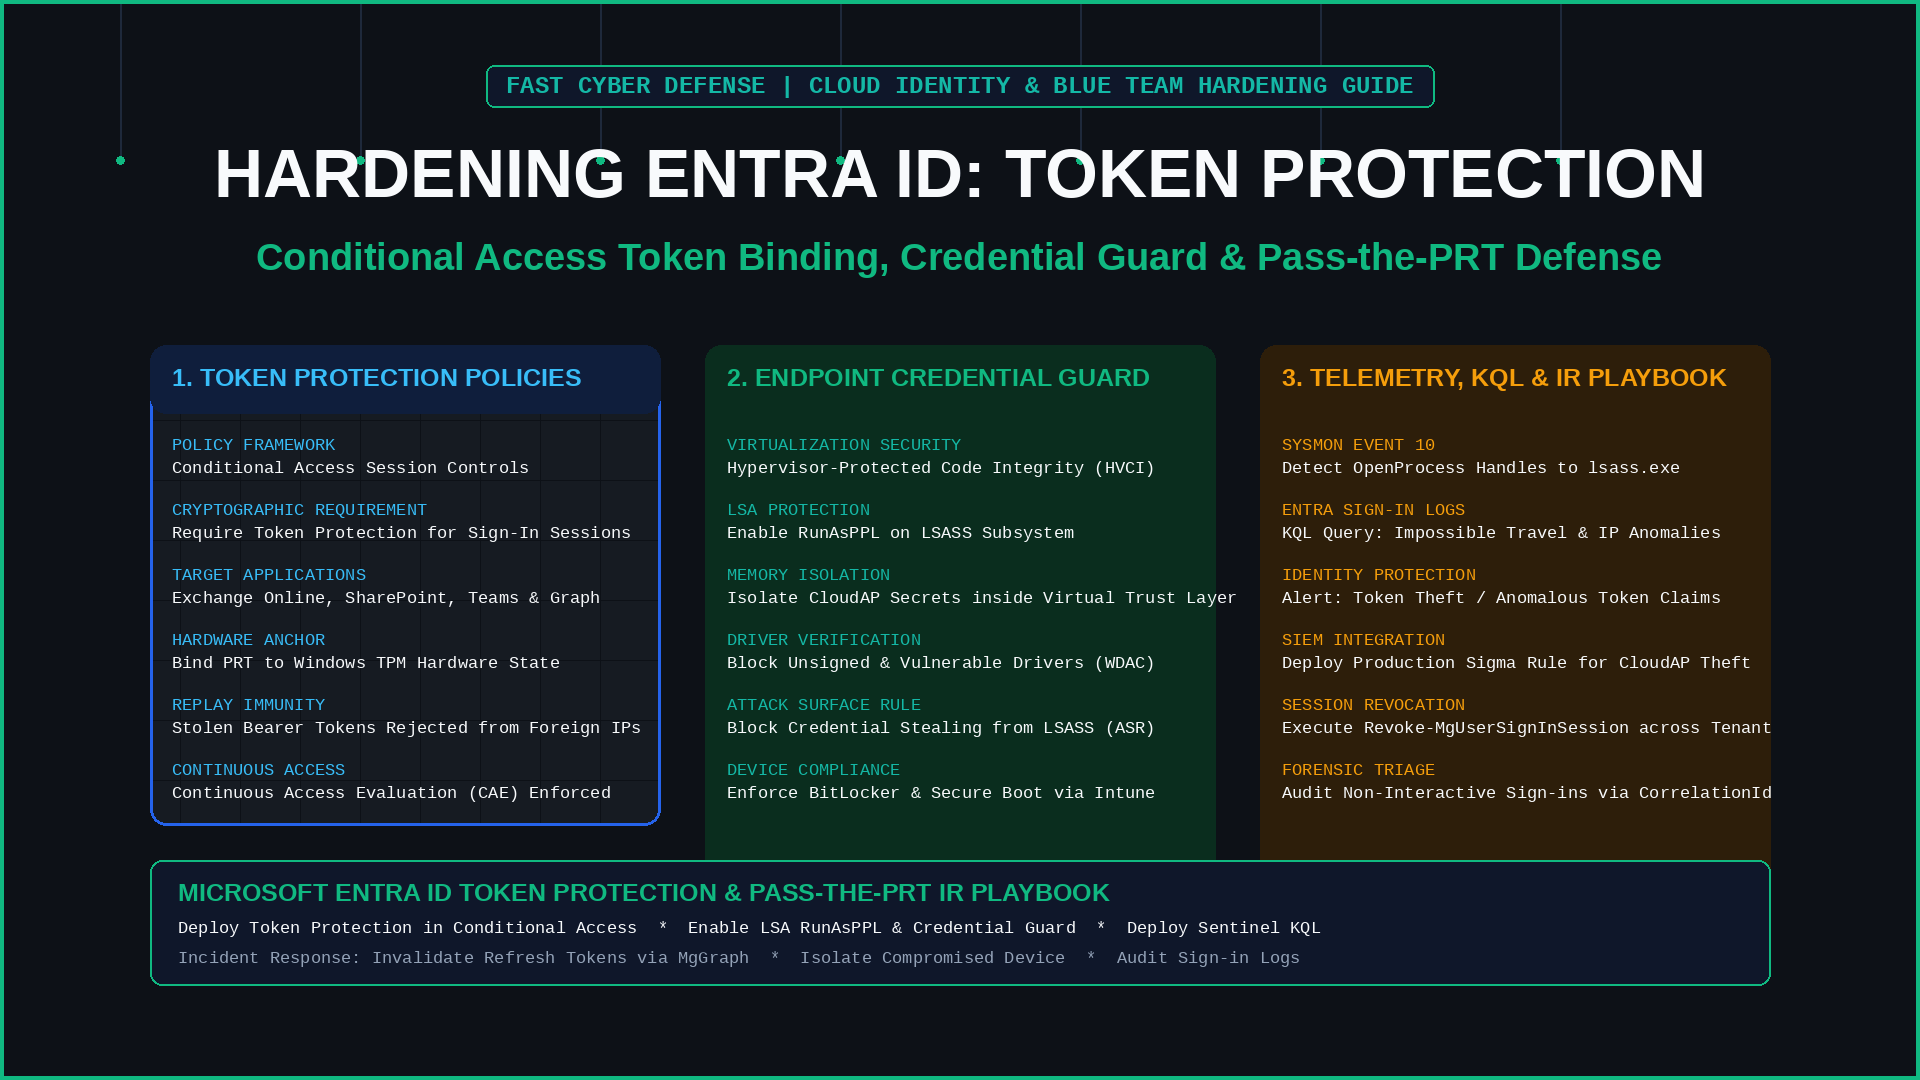 FAST CYBER DEFENSE | CLOUD IDENTITY & BLUE TEAM HARDENING GUIDE
HARDENING ENTRA ID: TOKEN PROTECTION
Conditional Access Token Binding, Credential Guard & Pass-the-PRT Defense
1. TOKEN PROTECTION POLICIES
POLICY FRAMEWORK
Conditional Access Session Controls
CRYPTOGRAPHIC REQUIREMENT
Require Token Protection for Sign-In Sessions
TARGET APPLICATIONS
Exchange Online, SharePoint, Teams & Graph
HARDWARE ANCHOR
Bind PRT to Windows TPM Hardware State
REPLAY IMMUNITY
Stolen Bearer Tokens Rejected from Foreign IPs
CONTINUOUS ACCESS
Continuous Access Evaluation (CAE) Enforced
2. ENDPOINT CREDENTIAL GUARD
VIRTUALIZATION SECURITY
Hypervisor-Protected Code Integrity (HVCI)
LSA PROTECTION
Enable RunAsPPL on LSASS Subsystem
MEMORY ISOLATION
Isolate CloudAP Secrets inside Virtual Trust Layer
DRIVER VERIFICATION
Block Unsigned & Vulnerable Drivers (WDAC)
ATTACK SURFACE RULE
Block Credential Stealing from LSASS (ASR)
DEVICE COMPLIANCE
Enforce BitLocker & Secure Boot via Intune
3. TELEMETRY, KQL & IR PLAYBOOK
SYSMON EVENT 10
Detect OpenProcess Handles to lsass.exe
ENTRA SIGN-IN LOGS
KQL Query: Impossible Travel & IP Anomalies
IDENTITY PROTECTION
Alert: Token Theft / Anomalous Token Claims
SIEM INTEGRATION
Deploy Production Sigma Rule for CloudAP Theft
SESSION REVOCATION
Execute Revoke-MgUserSignInSession across Tenant
FORENSIC TRIAGE
Audit Non-Interactive Sign-ins via CorrelationId
MICROSOFT ENTRA ID TOKEN PROTECTION & PASS-THE-PRT IR PLAYBOOK
Deploy Token Protection in Conditional Access * Enable LSA RunAsPPL & Credential Guard * Deploy Sentinel KQL
Incident Response: Invalidate Refresh Tokens via MgGraph * Isolate Compromised Device * Audit Sign-in Logs